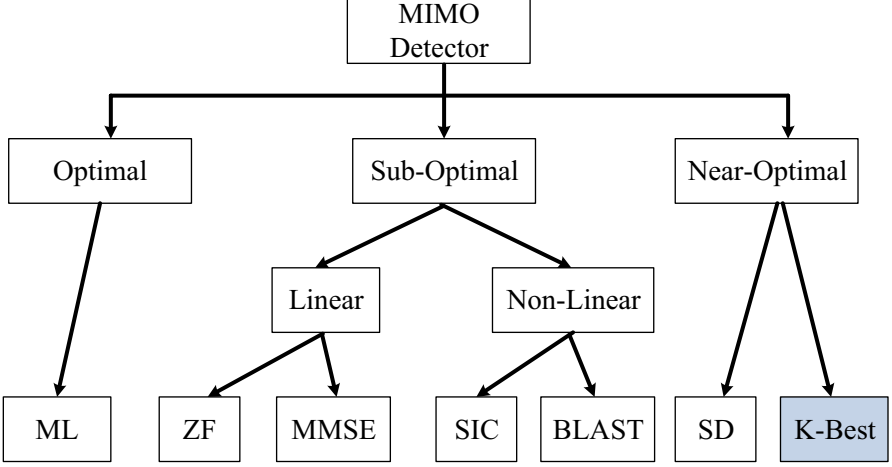 MIMO
Detector
Optimal
Sub-Optimal
Near-Optimal
Linear
Non-Linear
ML
ZF
MMSE
SIC
BLAST
SD
K-Best